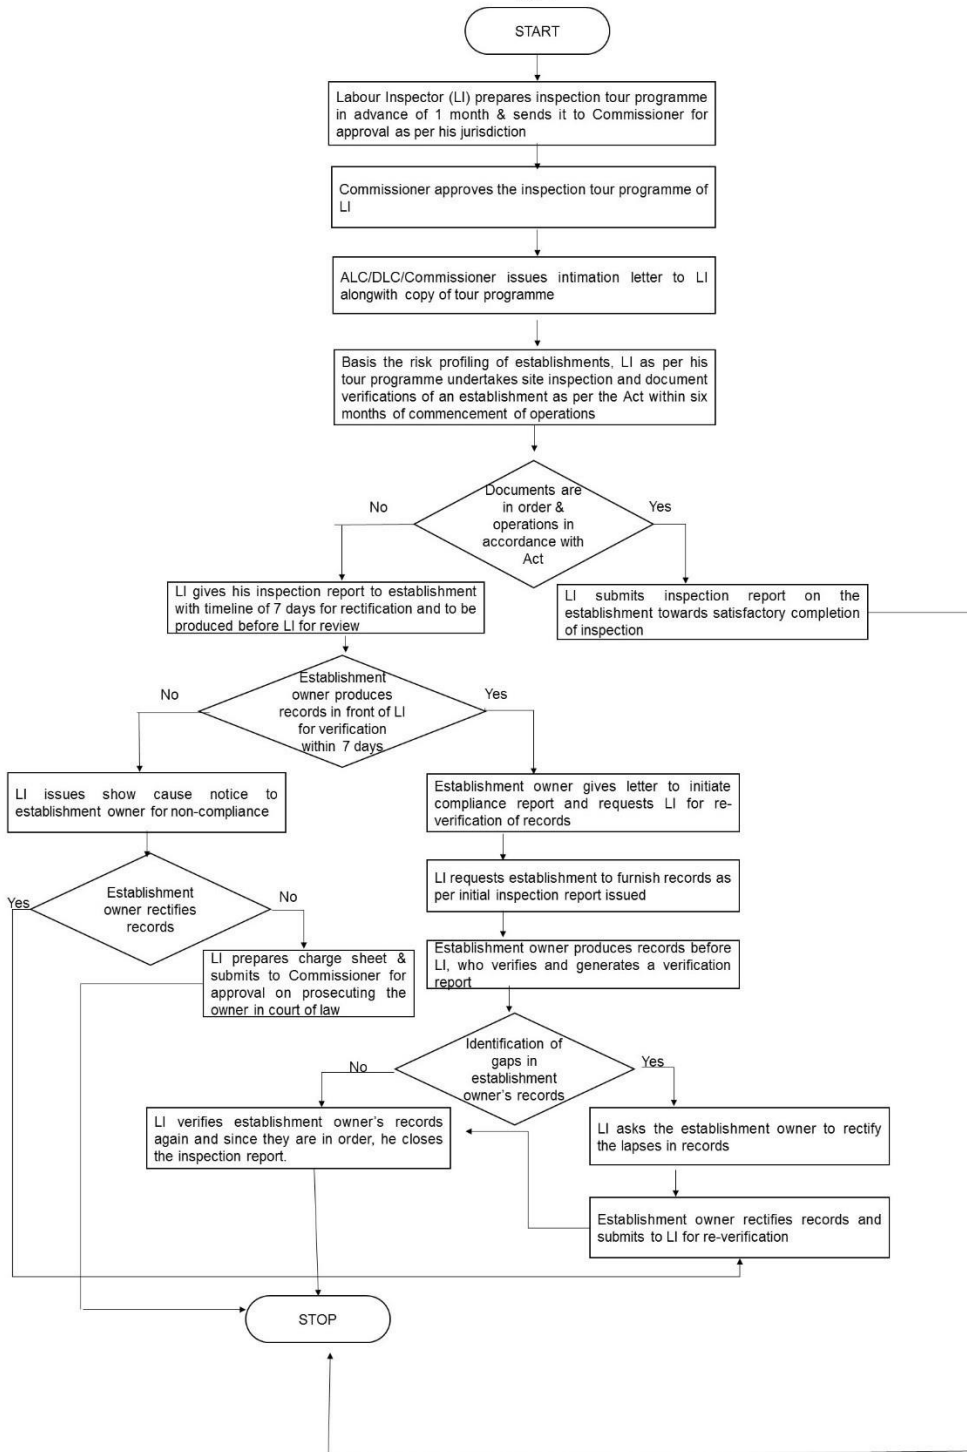 START
Labour Inspector (LI) prepares inspection tour programme
in advance of 1 month & sends it to Commissioner for
approval as per his jurisdiction
Commissioner approves the inspection tour programme of
LI
ALC/DLC/Commissioner issues intimation letter to LI
alongwith copy of tour programme
Basis the risk profiling of establishments, LI as per his
tour programme undertakes site inspection and document
verifications of an establishment as per the Act within six
months of commencement of operations
Documents are
in order &
operations in
accordance with
Act
No
Yes
LI gives his inspection report to establishment
with timeline of 7 days for rectification and to be
produced before LI for review
LI submits inspection report on the
establishment towards satisfactory completion
of inspection
Establishment
owner produces
records in front of LI
for verification
within 7 days
No
Yes
LI issues show cause notice to
establishment owner for non-compliance
Establishment owner gives letter to initiate
compliance report and requests LI for re-
verification of records
Establishment
owner rectifies
records
Yes
No
LI requests establishment to furnish records as
per initial inspection report issued
LI prepares charge sheet &
submits to Commissioner for
approval on prosecuting the
owner in court of law
Establishment owner produces records before
LI, who verifies and generates a verification
report
Identification of
gaps in
establishment
owner's records
No
Yes
LI verifies establishment owner's records
again and since they are in order, he closes
the inspection report.
LI asks the establishment owner to rectify
the lapses in records
Establishment owner rectifies records and
submits to LI for re-verification
STOP